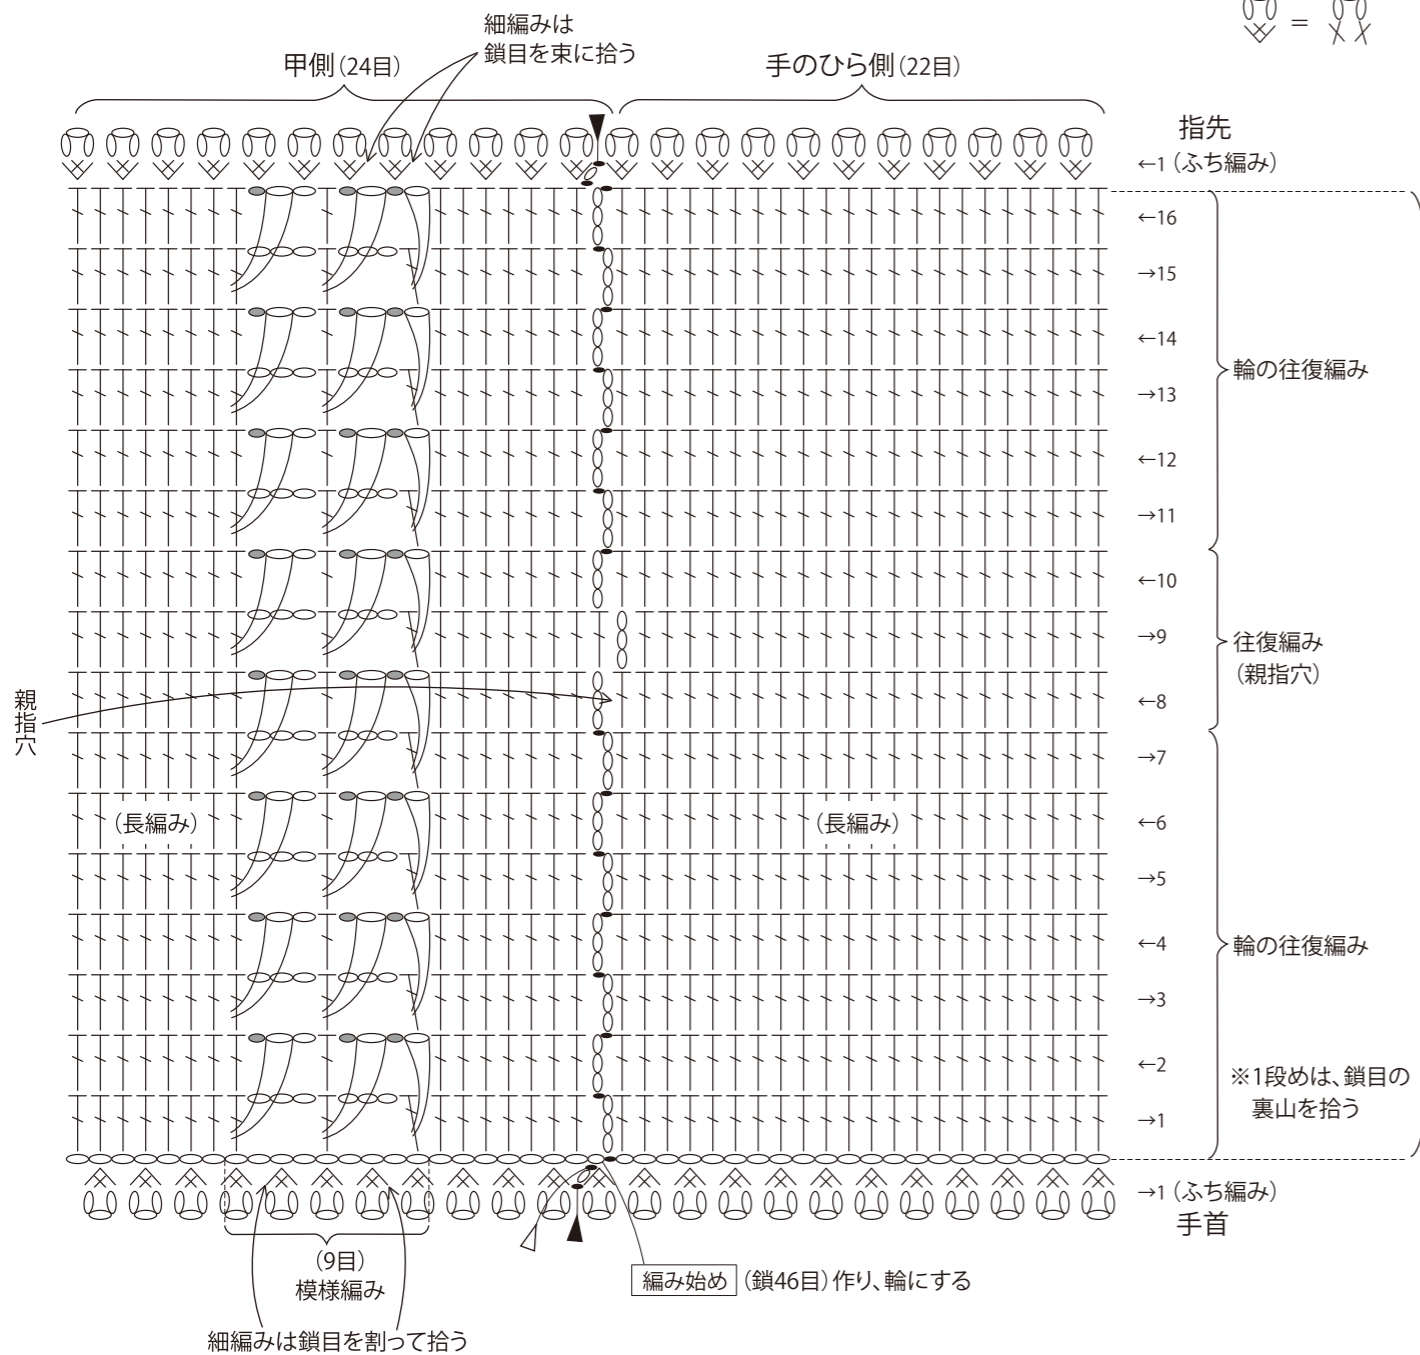 細編みは
鎖目を束に拾う
=
甲側(24目)
手のひら側(22目)
指先
←1(ふち編み)
←16
→15
←14
輪の往復編み
→13
←12
→11
←10
→9
往復編み
(親指穴)
←8
親指穴
→7
(長編み)
(長編み)
←6
→5
←4
輪の往復編み
→3
←2
※1段めは、鎖目の
裏山を拾う
→1
→1(ふち編み)
手首
(9目)
模様編み
編み始め (鎖46目)作り、輪にする
細編みは鎖目を割って拾う